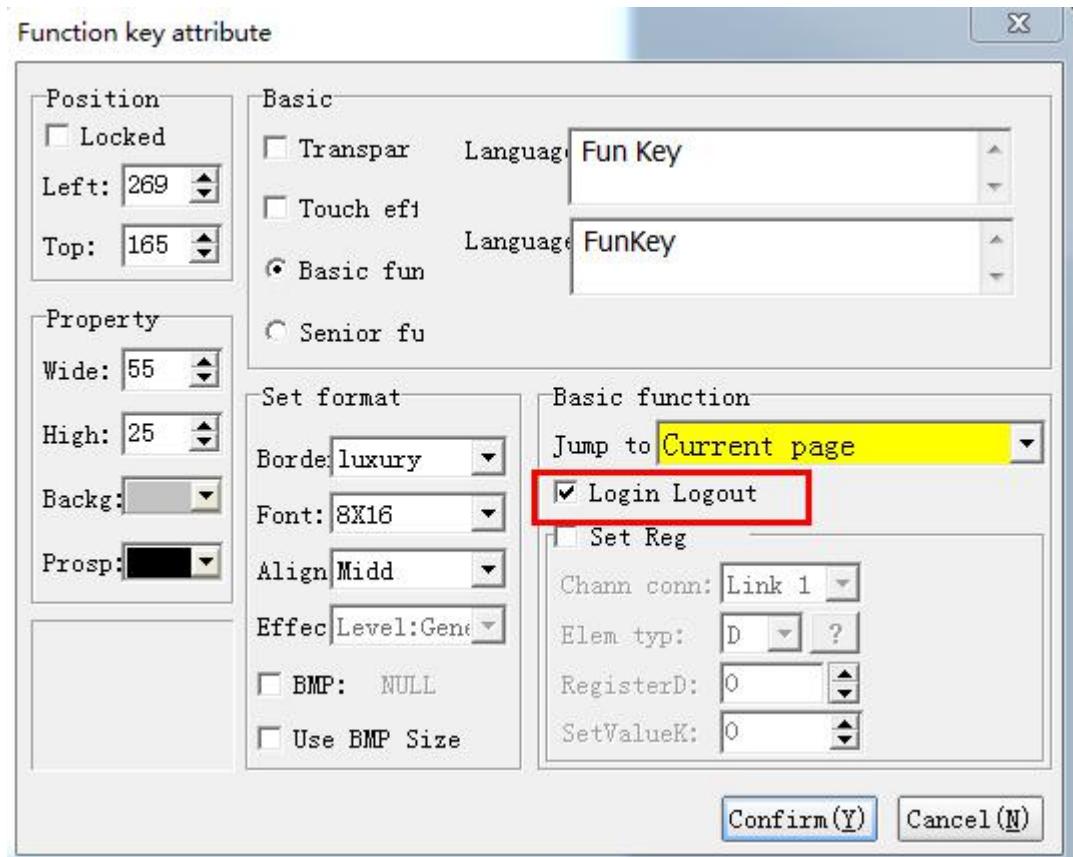 Function key attribute
Position
Locked
Left: 269
Top: 165
Property
Wide: 55
High: 25
Backg:
Prosp:
Basic
Transpar
Touch eff
Basic fun
Senior fu
Languag Fun Key
Language FunKey
Set format
Borde luxury
Font: 8X16
Align Midd
Effec Level:Gene
BMP: NULL
Use BMP Size
Basic function
Jump to Current page
Login Logout
Set Reg
Chann conn: Link 1
Elem typ: D ?
RegisterD: 0
SetValueK: 0
Confirm(Y) Cancel(N)